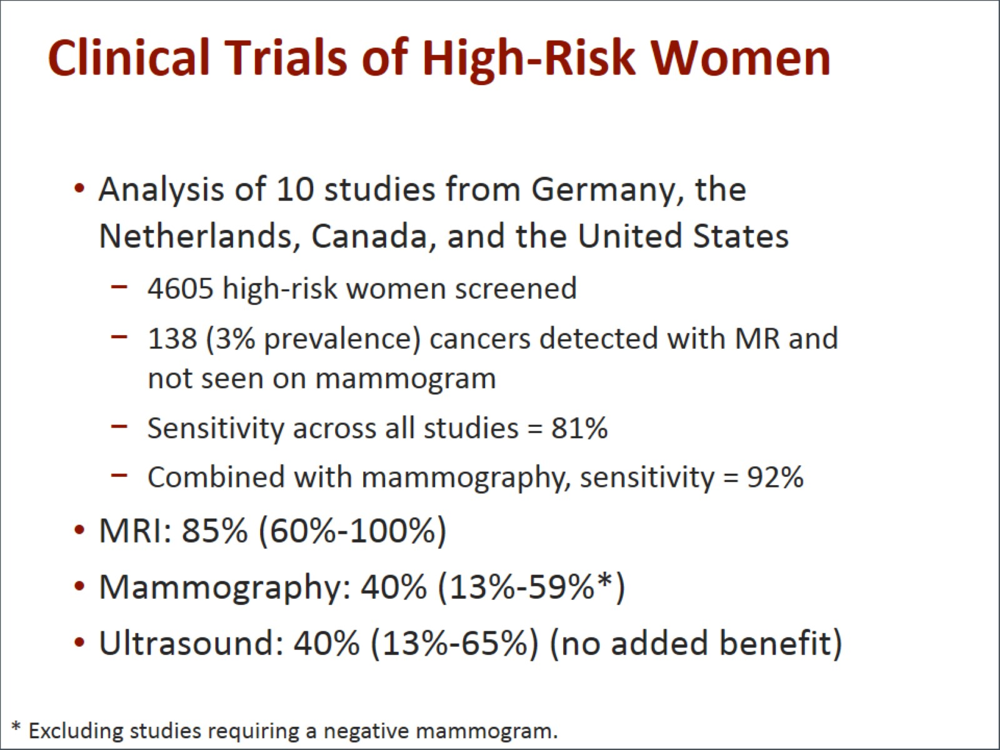 Clinical Trials of High-Risk Women
• Analysis of 10 studies from Germany, the
Netherlands, Canada, and the United States
– 4605 high-risk women screened
– 138 (3% prevalence) cancers detected with MR and
not seen on mammogram
– Sensitivity across all studies = 81%
– Combined with mammography, sensitivity = 92%
• MRI: 85% (60%-100%)
• Mammography: 40% (13%-59%*)
• Ultrasound: 40% (13%-65%) (no added benefit)
* Excluding studies requiring a negative mammogram.